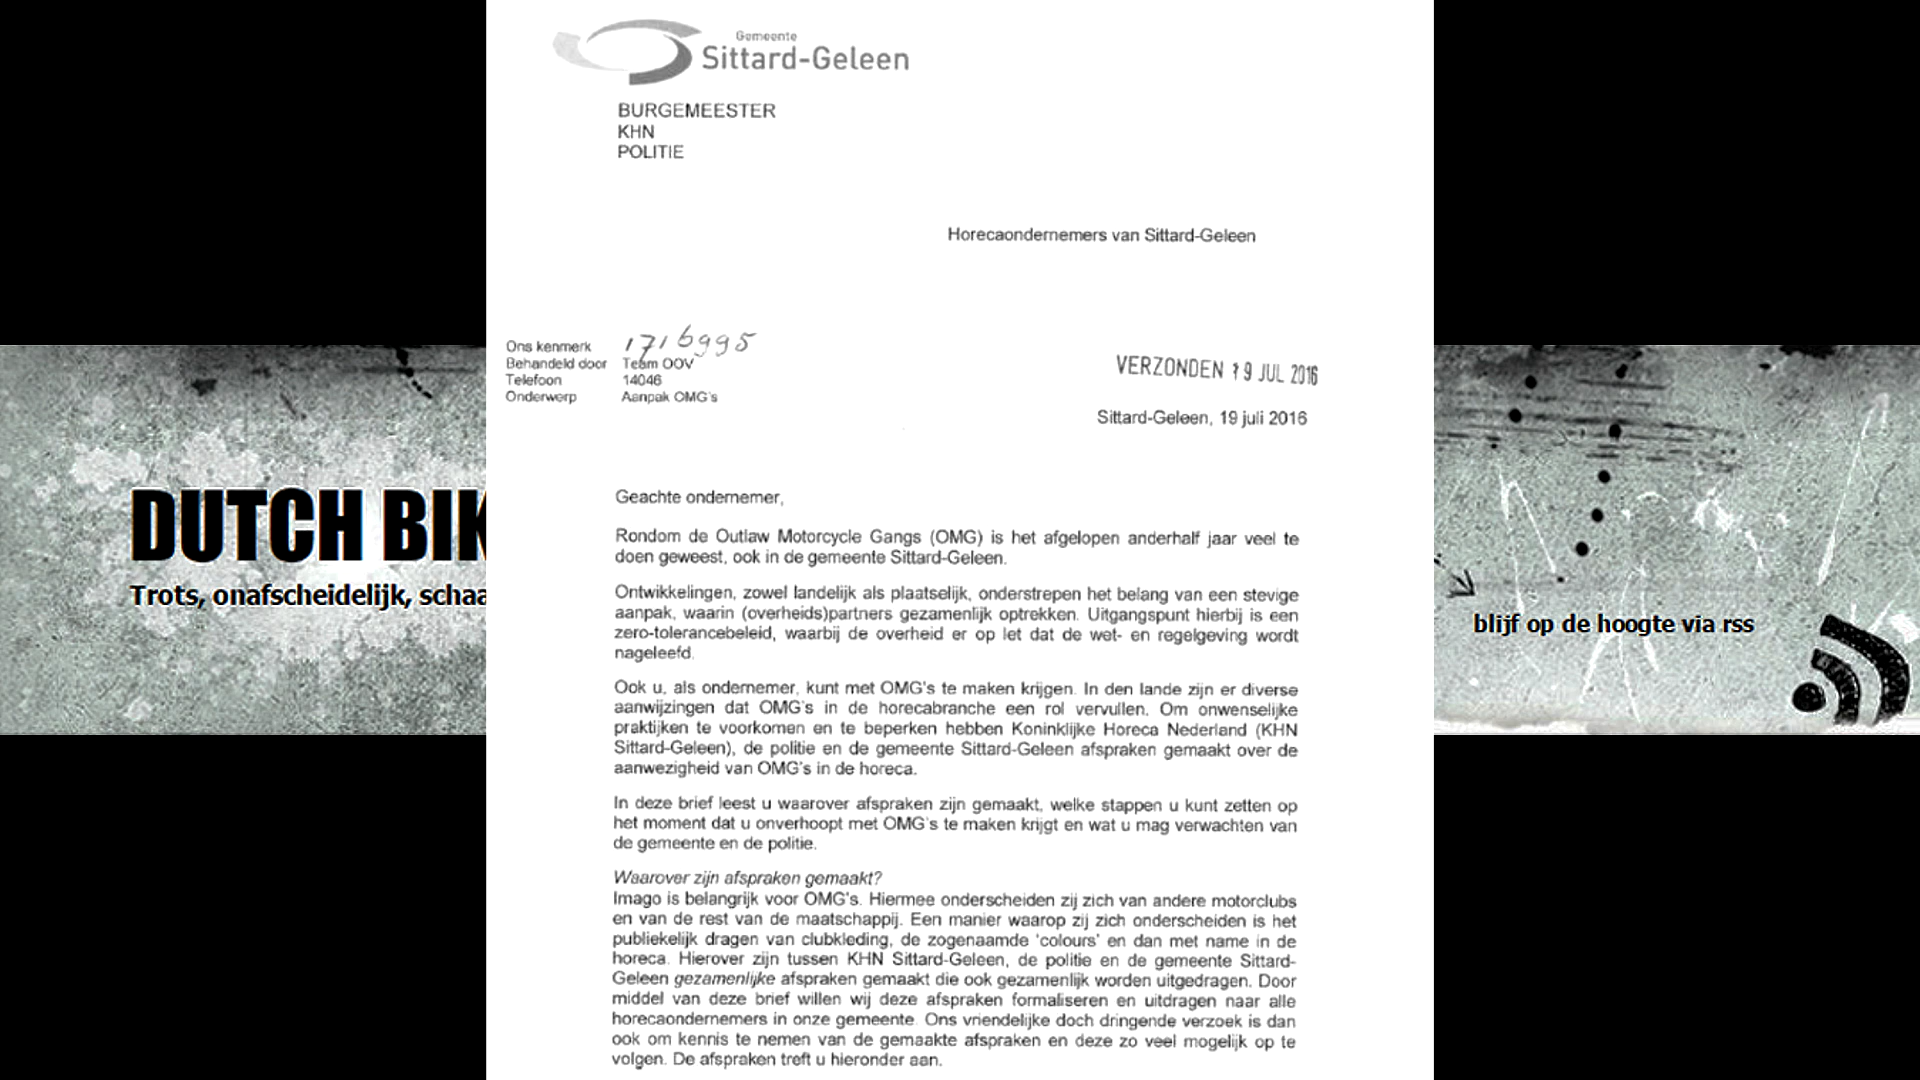 Gemeente
Sittard-Geleen
BURGEMEESTER
KHN
POLITIE
Horecaondernemers van Sittard-Geleen
Ons kenmerk 1716995
Behandeld door Team OOV
Telefoon 14046
Onderwerp Aanpak OMG's
VERZONDEN 19 JUL 2016
Sittard-Geleen, 19 juli 2016
Geachte ondernemer,
Rondom de Outlaw Motorcycle Gangs (OMG) is het afgelopen anderhalf jaar veel te
doen geweest, ook in de gemeente Sittard-Geleen.
Ontwikkelingen, zowel landelijk als plaatselijk, onderstrepen het belang van een stevige
aanpak, waarin (overheids)partners gezamenlijk optrekken. Uitgangspunt hierbij is een
zero-tolerancebeleid, waarbij de overheid er op let dat de wet- en regelgeving wordt
nageleefd.
Ook u, als ondernemer, kunt met OMG's te maken krijgen. In den lande zijn er diverse
aanwijzingen dat OMG's in de horecabranche een rol vervullen. Om onwenselijke
praktijken te voorkomen en te beperken hebben Koninklijke Horeca Nederland (KHN
Sittard-Geleen), de politie en de gemeente Sittard-Geleen afspraken gemaakt over de
aanwezigheid van OMG's in de horeca.
In deze brief leest u waarover afspraken zijn gemaakt, welke stappen u kunt zetten op
het moment dat u onverhoopt met OMG's te maken krijgt en wat u mag verwachten van
de gemeente en de politie.
Waarover zijn afspraken gemaakt?
Imago is belangrijk voor OMG's. Hiermee onderscheiden zij zich van andere motorclubs
en van de rest van de maatschappij. Een manier waarop zij zich onderscheiden is het
publiekelijk dragen van clubkleding, de zogenaamde 'colours' en dan met name in de
horeca. Hierover zijn tussen KHN Sittard-Geleen, de politie en de gemeente Sittard-
Geleen gezamenlijke afspraken gemaakt die ook gezamenlijk worden uitgedragen. Door
middel van deze brief willen wij deze afspraken formaliseren en uitdragen naar alle
horecaondernemers in onze gemeente. Ons vriendelijke doch dringende verzoek is dan
ook om kennis te nemen van de gemaakte afspraken en deze zo veel mogelijk op te
volgen. De afspraken treft u hieronder aan.
DUTCH BIK
Trots, onafscheidelijk, schaa
blijf op de hoogte via rss